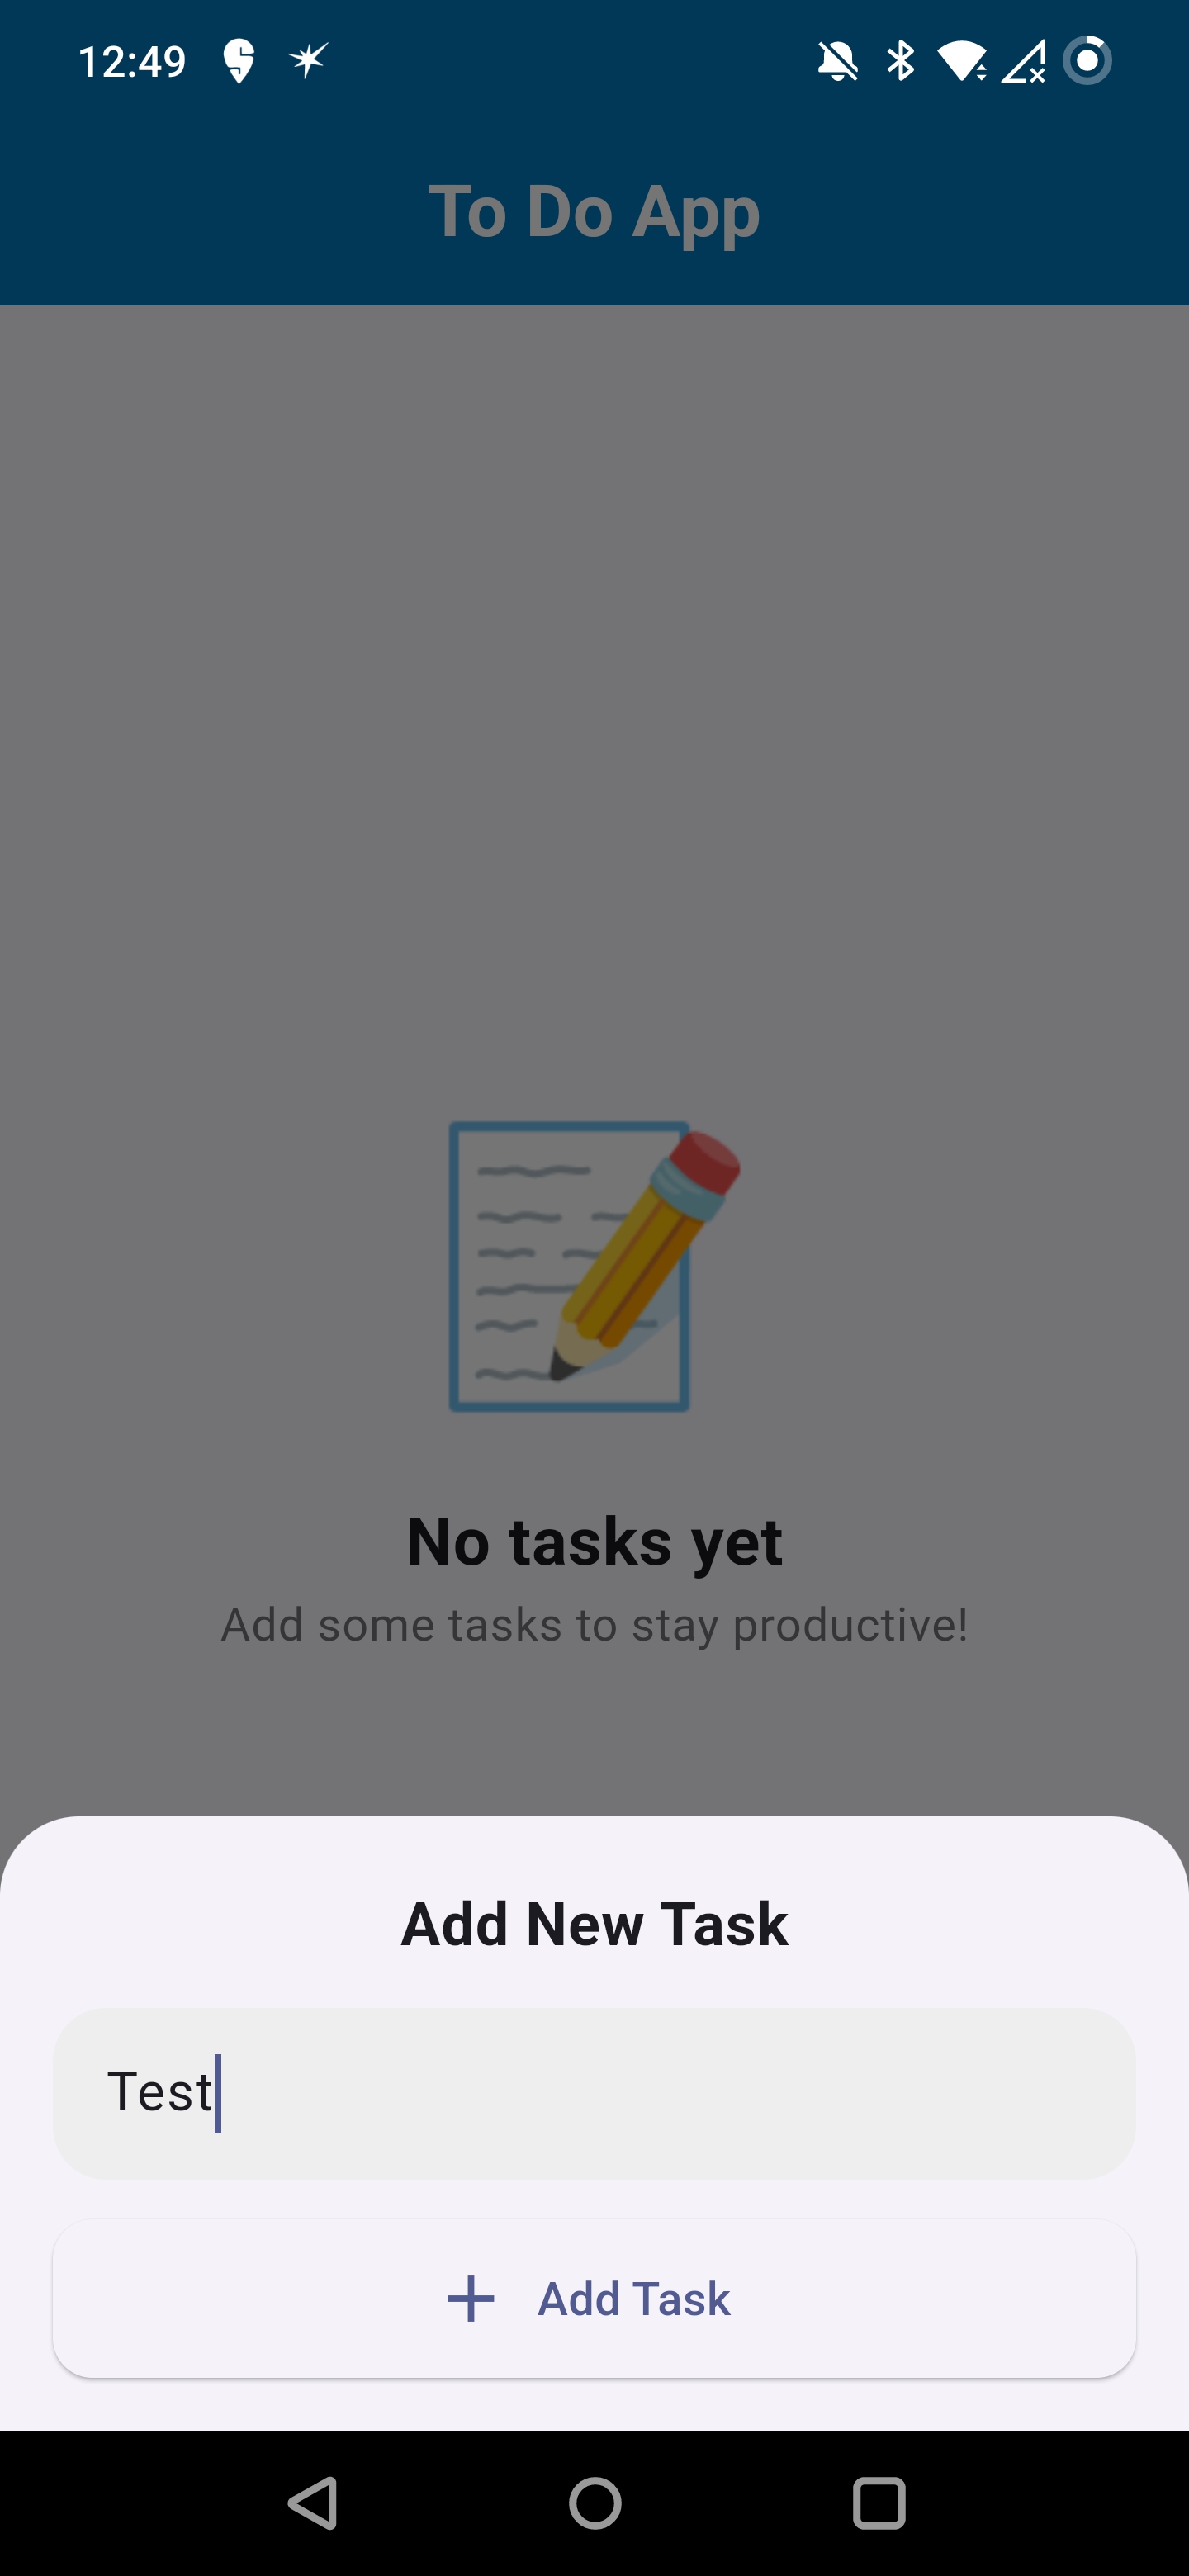 12:49
To Do App
No tasks yet
Add some tasks to stay productive!
Add New Task
Test
Add Task